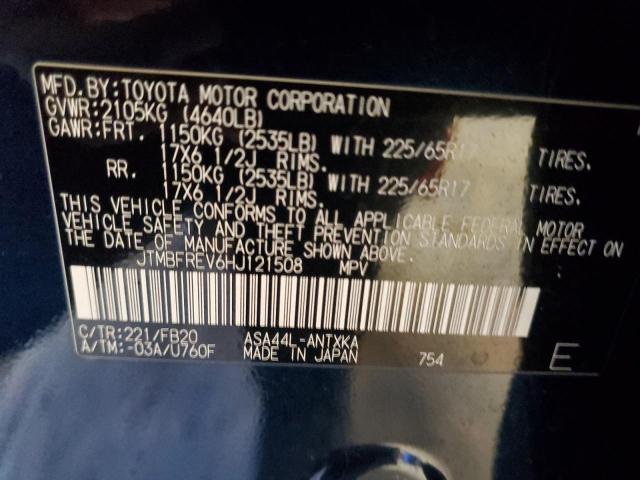 MFD.BY:TOYOTA MOTOR CORPORATION
GVWR:2105KG (4640LB)
GAWR:FRT. 1150KG (2535LB) WITH 225/65R17 TIRES.
17X6 1/2J RIMS.
RR. 1150KG (2535LB) WITH 225/65R17 TIRES.
17X6 1/2J RIMS.
THIS VEHICLE CONFORMS TO ALL APPLICABLE FEDERAL MOTOR
VEHICLE SAFETY AND THEFT PREVENTION STANDARDS IN EFFECT ON
THE DATE OF MANUFACTURE SHOWN ABOVE.
JTMBFREV6HJ121508 MPV
C/TR:221/FB20 ASA44L-ANTXKA
A/TM:-03A/U760F MADE IN JAPAN 754 E